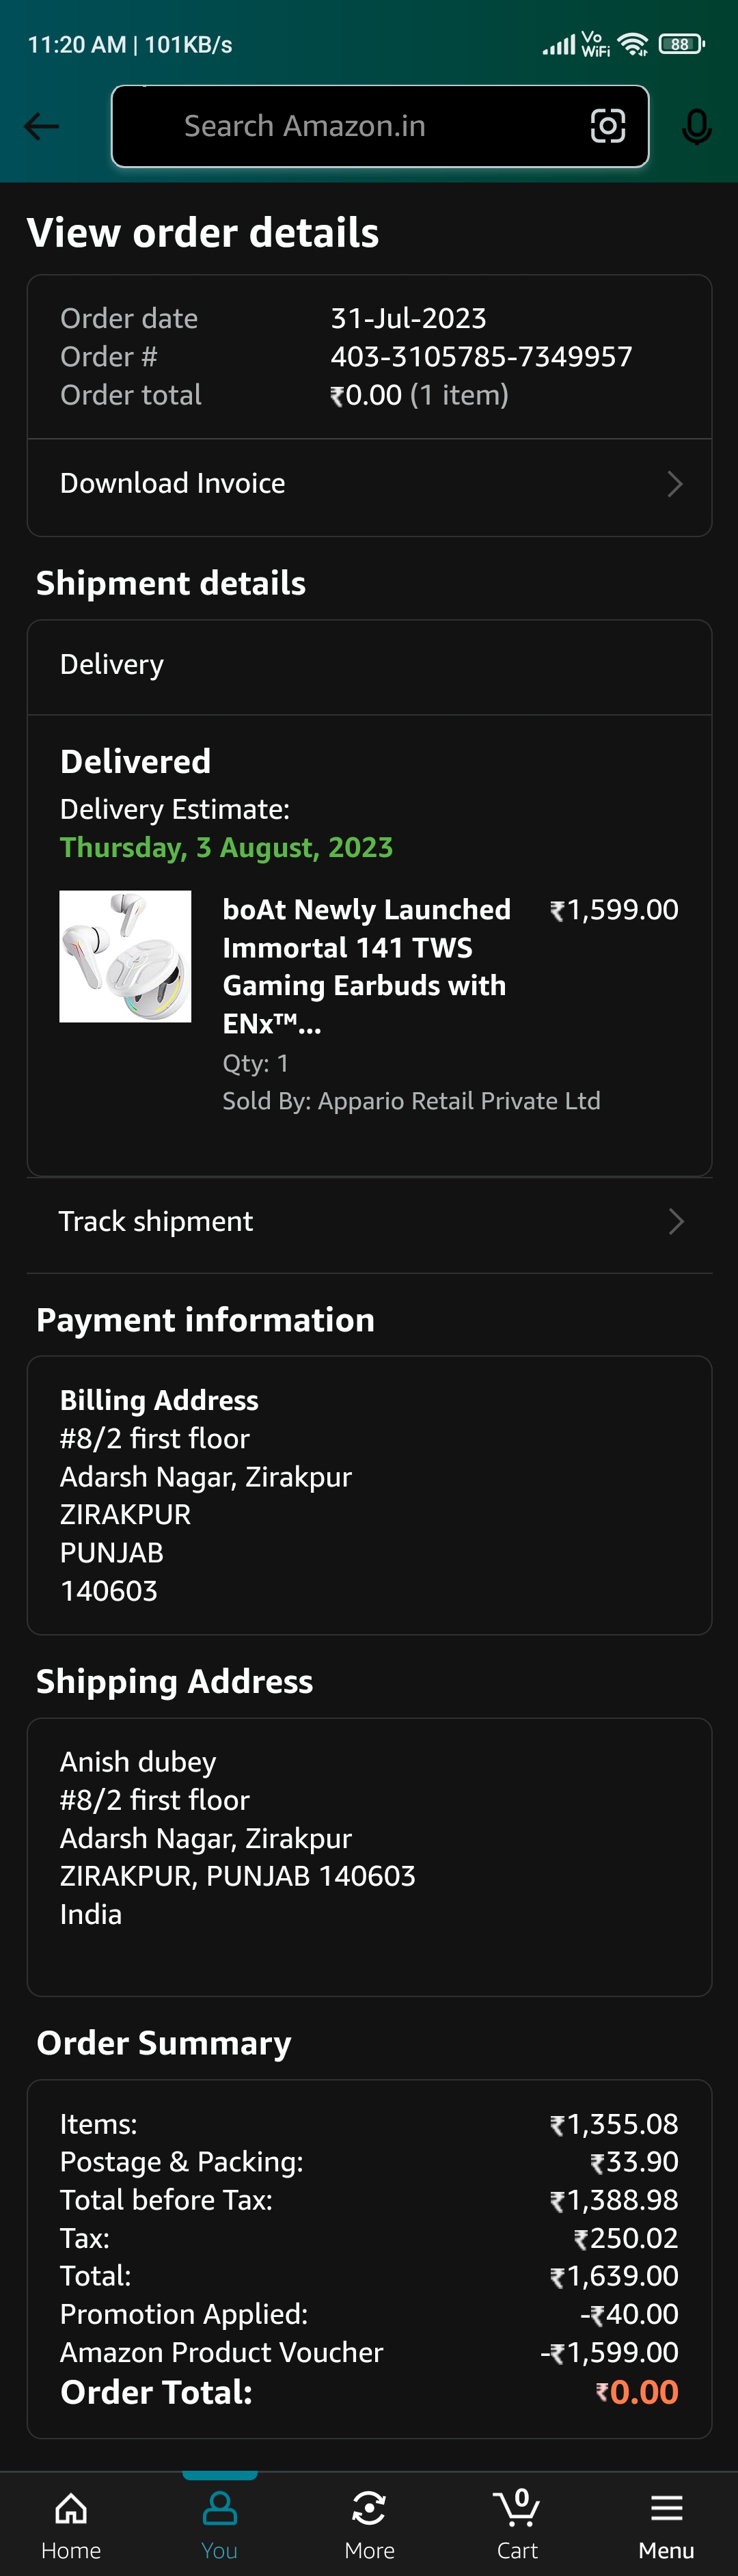 11:20 AM | 101KB/s
Vo
WiFi
88
Search Amazon.in
View order details
Order date 31-Jul-2023
Order # 403-3105785-7349957
Order total ₹0.00 (1 item)
Download Invoice
Shipment details
Delivery
Delivered
Delivery Estimate:
Thursday, 3 August, 2023
boAt Newly Launched ₹1,599.00
Immortal 141 TWS
Gaming Earbuds with
ENx™...
Qty: 1
Sold By: Appario Retail Private Ltd
Track shipment
Payment information
Billing Address
#8/2 first floor
Adarsh Nagar, Zirakpur
ZIRAKPUR
PUNJAB
140603
Shipping Address
Anish dubey
#8/2 first floor
Adarsh Nagar, Zirakpur
ZIRAKPUR, PUNJAB 140603
India
Order Summary
Items: ₹1,355.08
Postage & Packing: ₹33.90
Total before Tax: ₹1,388.98
Tax: ₹250.02
Total: ₹1,639.00
Promotion Applied: -₹40.00
Amazon Product Voucher -₹1,599.00
Order Total: ₹0.00
0
Home You More Cart Menu